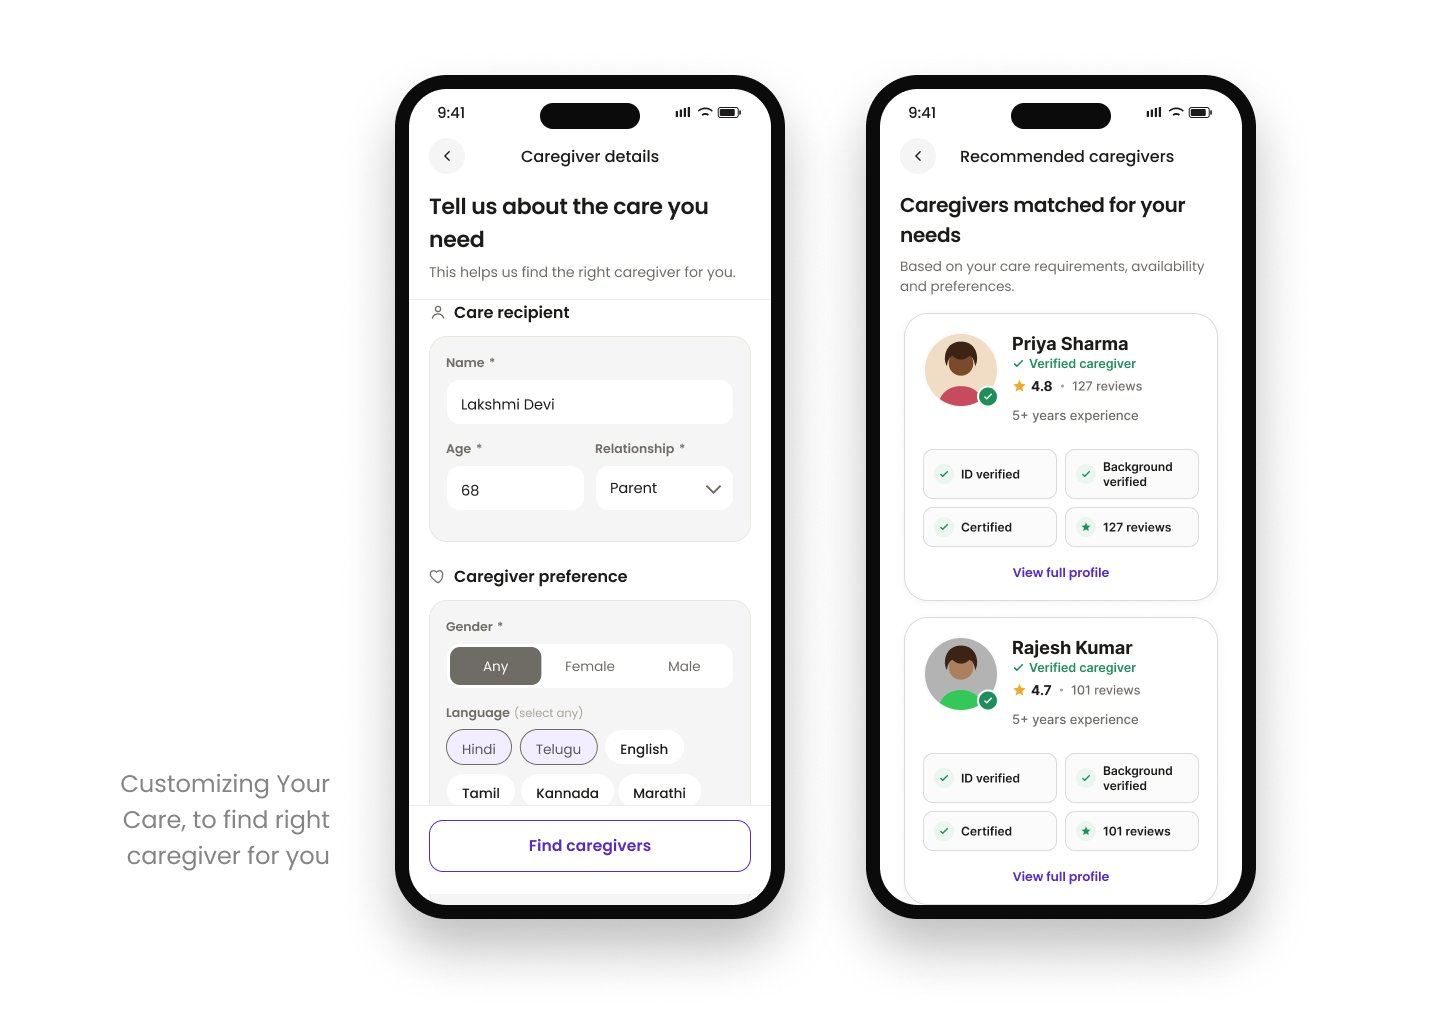 Customizing Your
Care, to find right
caregiver for you
9:41
Caregiver details
Tell us about the care you
need
This helps us find the right caregiver for you.
Care recipient
Name *
Lakshmi Devi
Age * Relationship *
68 Parent
Caregiver preference
Gender *
Any Female Male
Language (select any)
Hindi Telugu English
Tamil Kannada Marathi
Find caregivers
9:41
Recommended caregivers
Caregivers matched for your
needs
Based on your care requirements, availability
and preferences.
Priya Sharma
Verified caregiver
4.8 • 127 reviews
5+ years experience
ID verified
Background
verified
Certified
127 reviews
View full profile
Rajesh Kumar
Verified caregiver
4.7 • 101 reviews
5+ years experience
ID verified
Background
verified
Certified
101 reviews
View full profile